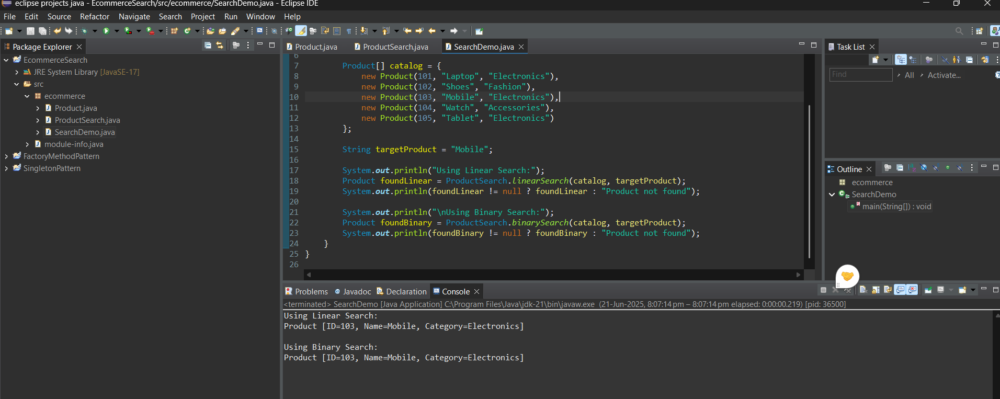 eclipse projects java - EcommerceSearch/src/ecommerce/SearchDemo.java - Eclipse IDE
File Edit Source Refactor Navigate Search Project Run Window Help
Package Explorer
EcommerceSearch
JRE System Library [JavaSE-17]
src
ecommerce
Product.java
ProductSearch.java
SearchDemo.java
module-info.java
FactoryMethodPattern
SingletonPattern
Product.java ProductSearch.java SearchDemo.java
6
7 Product[] catalog = {
8 new Product(101, "Laptop", "Electronics"),
9 new Product(102, "Shoes", "Fashion"),
10 new Product(103, "Mobile", "Electronics"),
11 new Product(104, "Watch", "Accessories"),
12 new Product(105, "Tablet", "Electronics")
13 };
14
15 String targetProduct = "Mobile";
16
17 System.out.println("Using Linear Search:");
18 Product foundLinear = ProductSearch.linearSearch(catalog, targetProduct);
19 System.out.println(foundLinear != null ? foundLinear : "Product not found");
20
21 System.out.println("\nUsing Binary Search:");
22 Product foundBinary = ProductSearch.binarySearch(catalog, targetProduct);
23 System.out.println(foundBinary != null ? foundBinary : "Product not found");
24 }
25 }
26
Task List
Find All Activate...
Outline
ecommerce
SearchDemo
main(String[]) : void
Problems Javadoc Declaration Console
<terminated> SearchDemo [Java Application] C:\Program Files\Java\jdk-21\bin\javaw.exe (21-Jun-2025, 8:07:14 pm – 8:07:14 pm elapsed: 0:00:00.219) [pid: 36500]
Using Linear Search:
Product [ID=103, Name=Mobile, Category=Electronics]
Using Binary Search:
Product [ID=103, Name=Mobile, Category=Electronics]